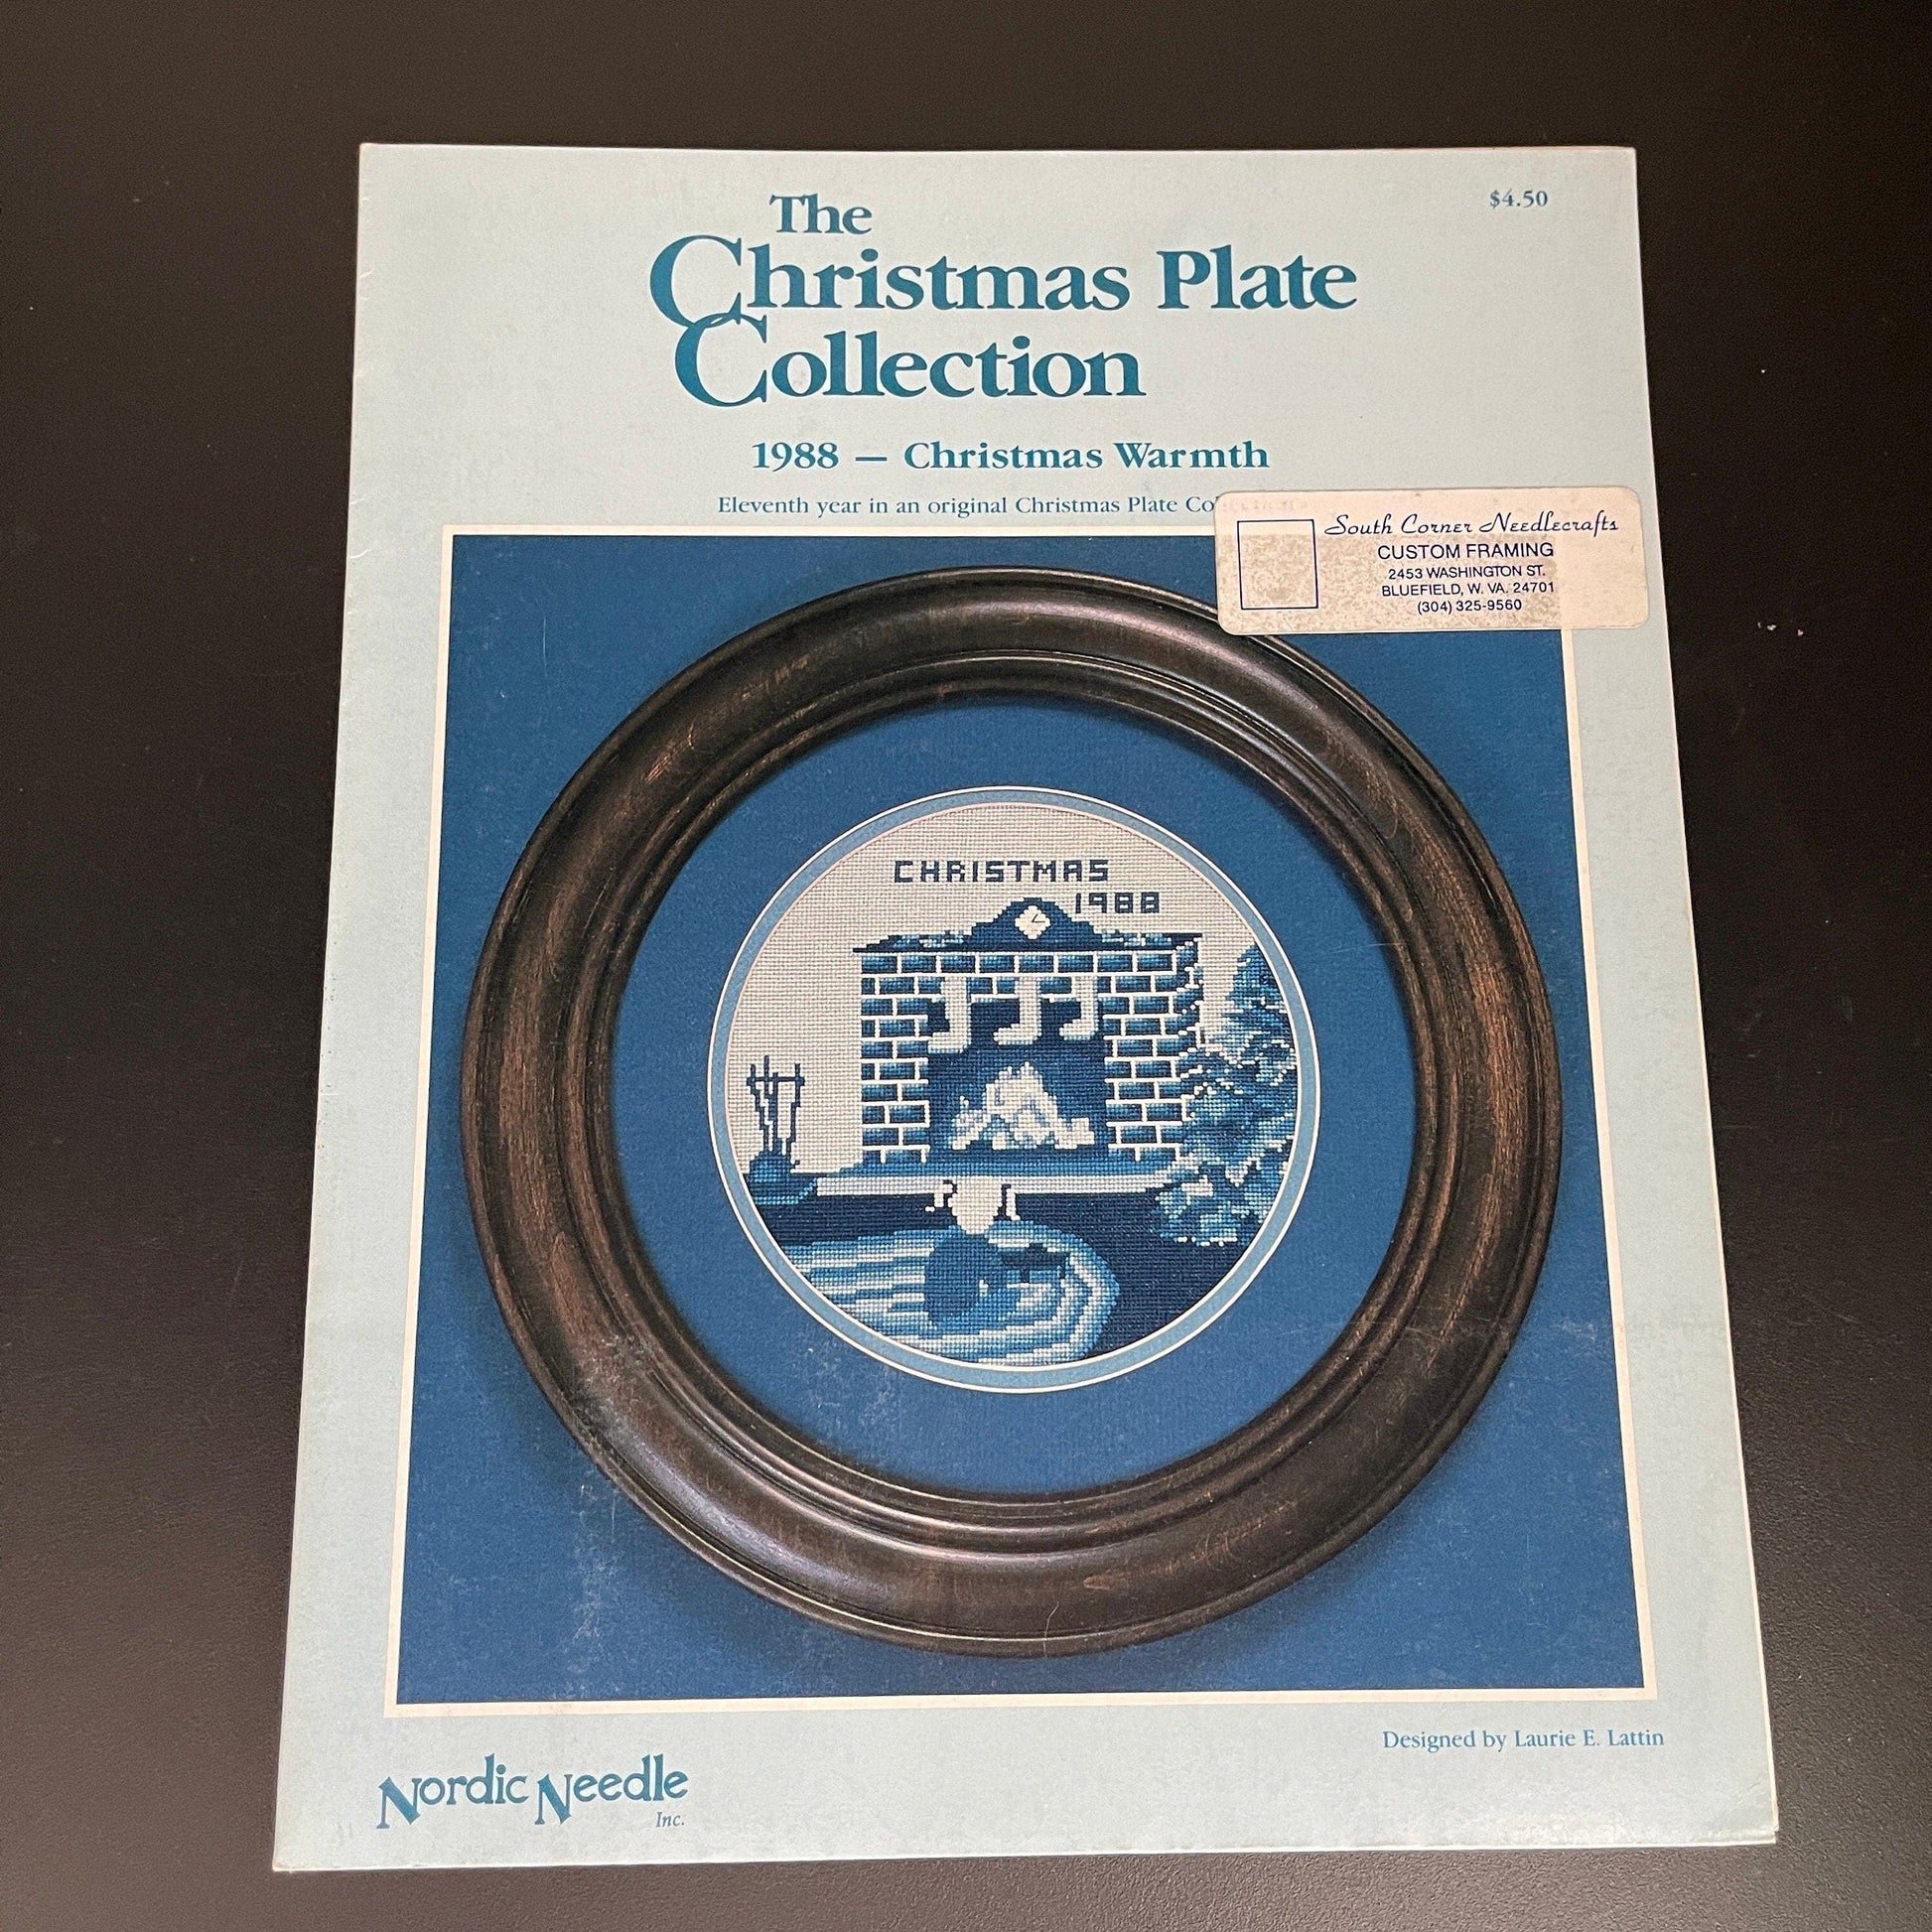 $4.50
The
Christmas Plate
Collection
1988 — Christmas Warmth
Eleventh year in an original Christmas Plate
South Corner Needlecrafts
CUSTOM FRAMING
2453 WASHINGTON ST.
BLUEFIELD, W. VA. 24701
(304) 325-9560
CHRISTMAS
1988
Designed by Laurie E. Lattin
Nordic Needle
Inc.